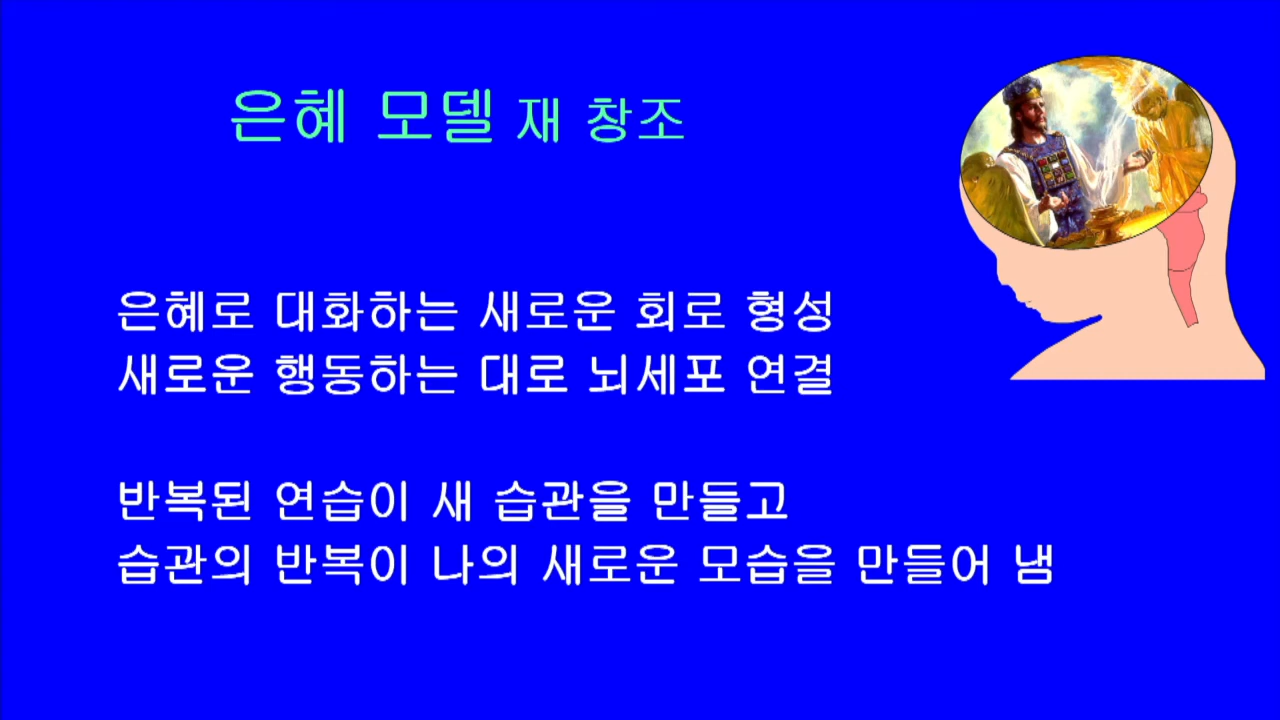 은혜 모델 재 창조
은혜로 대화하는 새로운 회로 형성
새로운 행동하는 대로 뇌세포 연결
반복된 연습이 새 습관을 만들고
습관의 반복이 나의 새로운 모습을 만들어 냄